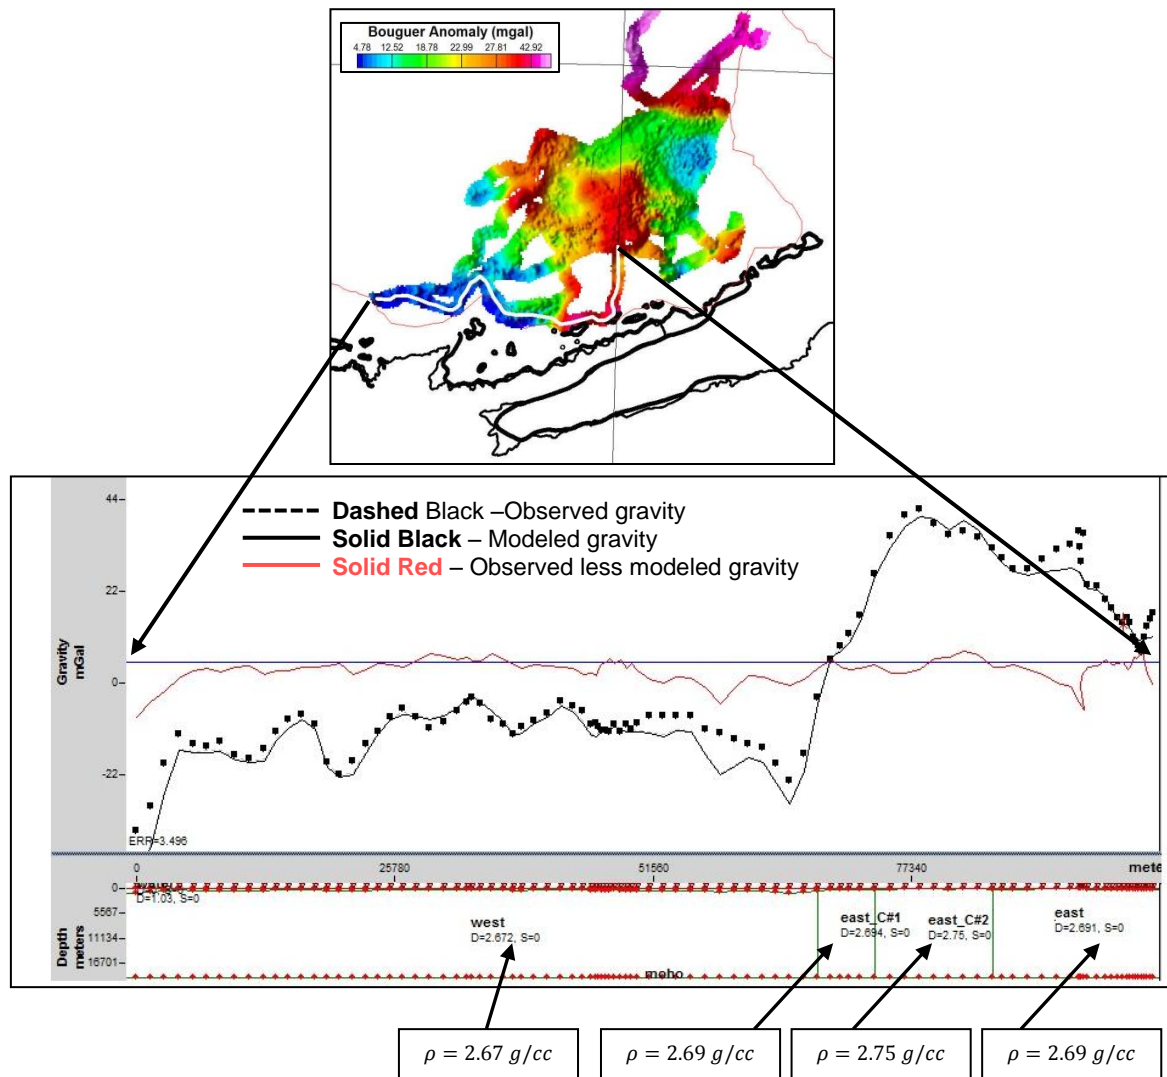 Bouguer Anomaly (mgal)
4.78 12.52 18.78 22.99 27.81 42.92
Dashed Black –Observed gravity
Solid Black – Modeled gravity
Solid Red – Observed less modeled gravity
Gravity
mGal
44
22
0
-22
ERR=3.496
0 25780 51560 77340
Depth
meters
0
5567
11134
16701
D=1.03, S=0
west
D=2.672, S=0
east_C#1
D=2.694, S=0
east_C#2
D=2.75, S=0
east
D=2.691, S=0
moho
ρ = 2.67 g/cc
ρ = 2.69 g/cc
ρ = 2.75 g/cc
ρ = 2.69 g/cc